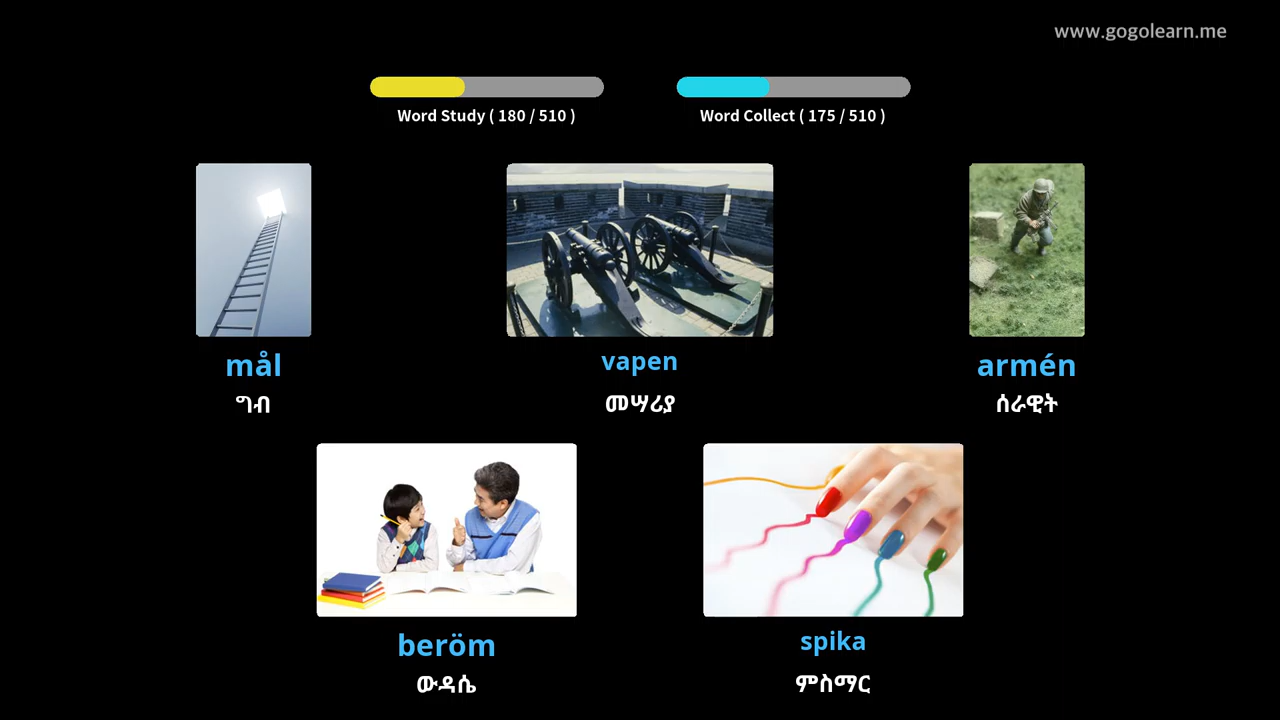 www.gogolearn.me
Word Study ( 180 / 510 )
Word Collect ( 175 / 510 )
mål
ግብ
vapen
መሣሪያ
armén
ሰራዊት
beröm
ውዳሴ
spika
ምስማር